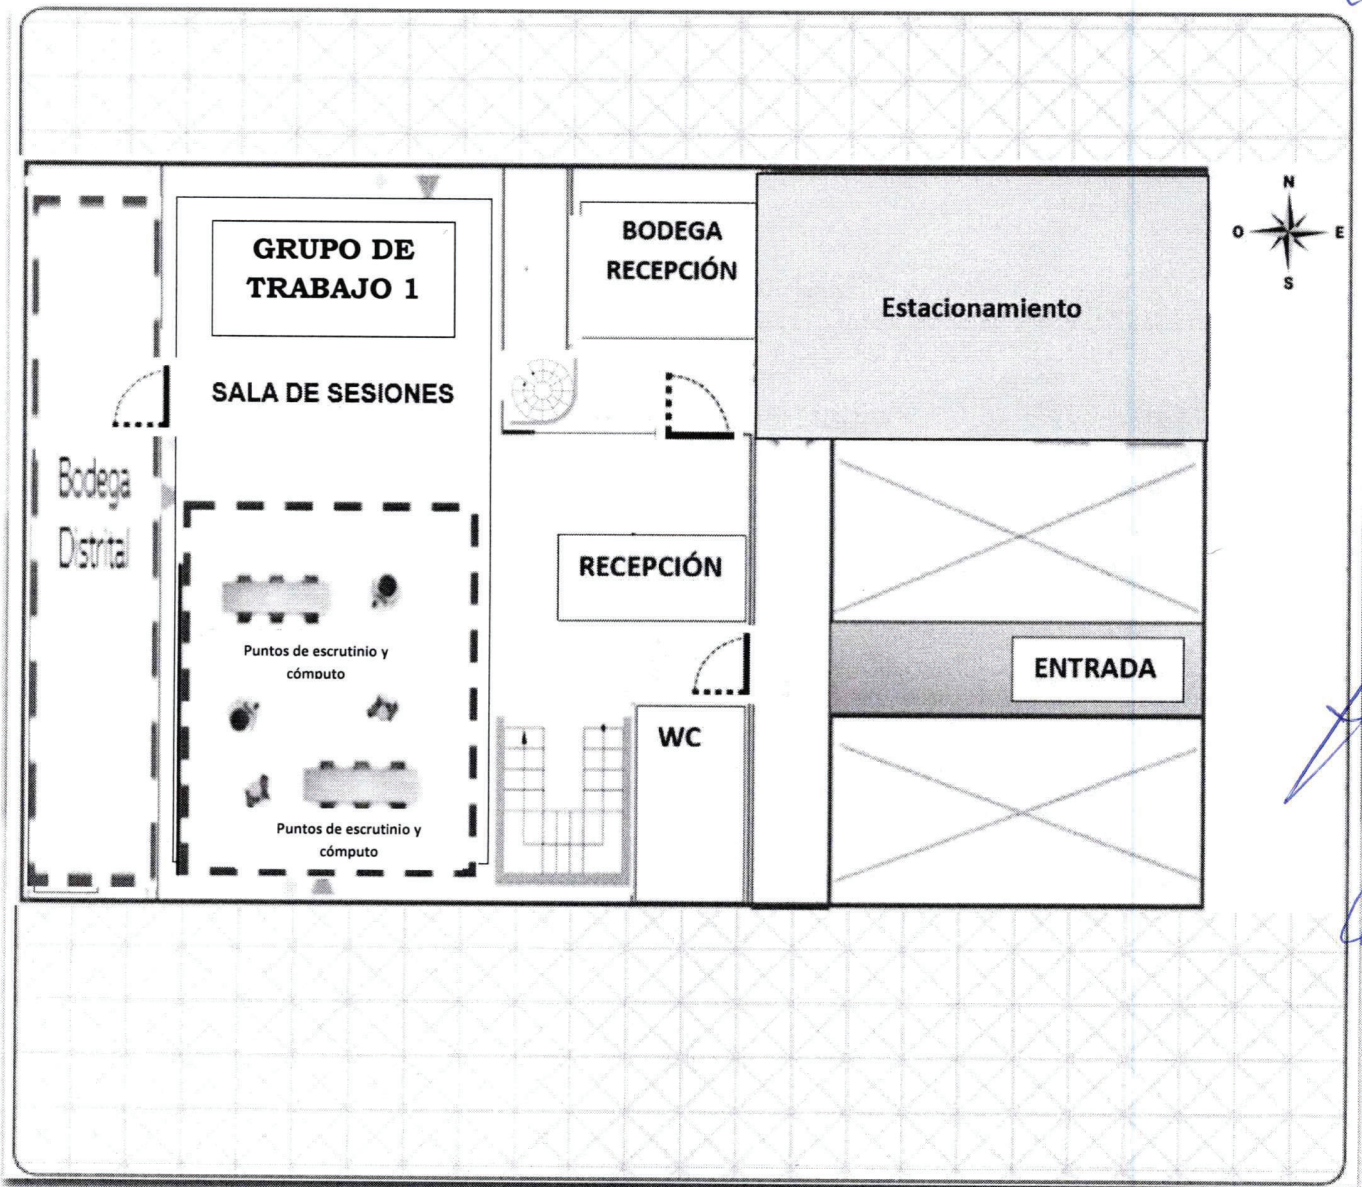 GRUPO DE
TRABAJO 1
SALA DE SESIONES
Bodega
Distrital
Puntos de escrutinio y
cómputo
Puntos de escrutinio y
cómputo
BODEGA
RECEPCIÓN
RECEPCIÓN
WC
Estacionamiento
ENTRADA
N
O
E
S